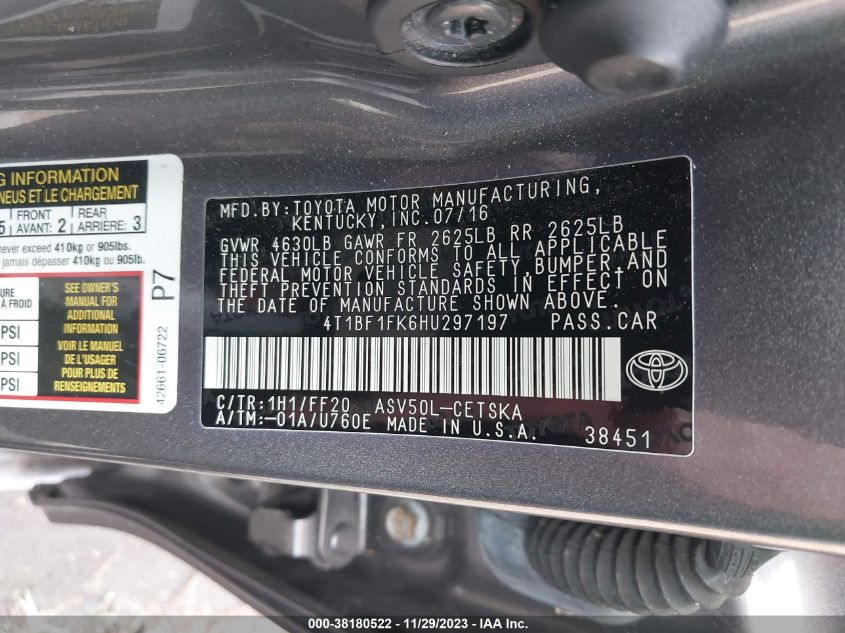 G INFORMATION
NEUS ET LE CHARGEMENT
5 FRONT AVANT: 2 REAR ARRIÈRE: 3
never exceed 410kg or 905lbs.
jamais dépasser 410kg ou 905lb.
URE
À FROID
PSI
PSI
SEE OWNER'S
MANUAL FOR
ADDITIONAL
INFORMATION
VOIR LE MANUEL
DE L'USAGER
POUR PLUS DE
RENSEIGNEMENTS
P7
42661-06722
MFD.BY:TOYOTA MOTOR MANUFACTURING,
KENTUCKY, INC.07/16
GVWR 4630LB GAWR FR 2625LB RR 2625LB
THIS VEHICLE CONFORMS TO ALL APPLICABLE
FEDERAL MOTOR VEHICLE SAFETY,BUMPER,AND
THEFT PREVENTION STANDARDS IN EFFECT ON
THE DATE OF MANUFACTURE SHOWN ABOVE.
4T1BF1FK6HU297197 PASS.CAR
C/TR:1H1/FF20 ASV50L-CETSKA
A/TM:-01A/U760E MADE IN U.S.A.
38451
000-38180522 - 11/29/2023 - IAA Inc.